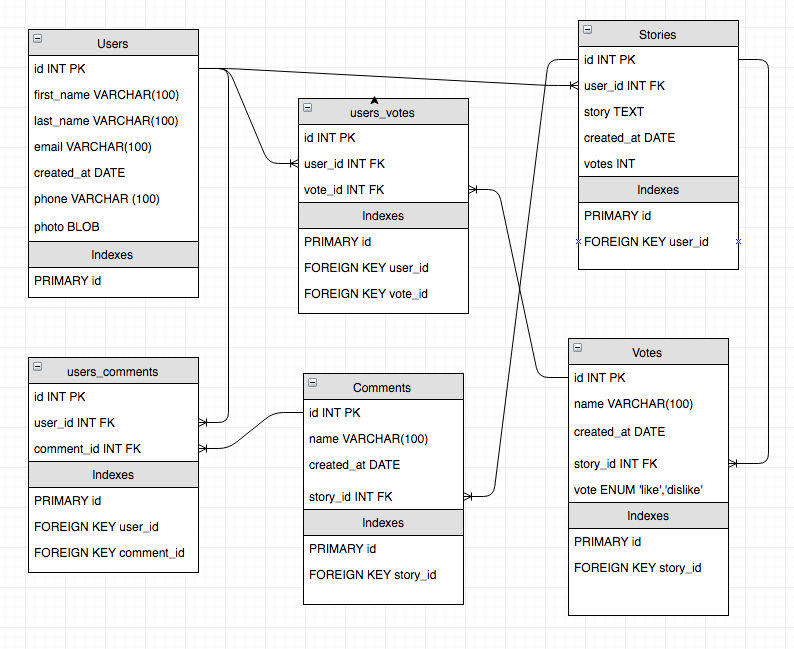 Users
id INT PK
first_name VARCHAR(100)
last_name VARCHAR(100)
email VARCHAR(100)
created_at DATE
phone VARCHAR (100)
photo BLOB
Indexes
PRIMARY id
users_votes
id INT PK
user_id INT FK
vote_id INT FK
Indexes
PRIMARY id
FOREIGN KEY user_id
FOREIGN KEY vote_id
Stories
id INT PK
user_id INT FK
story TEXT
created_at DATE
votes INT
Indexes
PRIMARY id
FOREIGN KEY user_id
users_comments
id INT PK
user_id INT FK
comment_id INT FK
Indexes
PRIMARY id
FOREIGN KEY user_id
FOREIGN KEY comment_id
Comments
id INT PK
name VARCHAR(100)
created_at DATE
story_id INT FK
Indexes
PRIMARY id
FOREIGN KEY story_id
Votes
id INT PK
name VARCHAR(100)
created_at DATE
story_id INT FK
vote ENUM 'like','dislike'
Indexes
PRIMARY id
FOREIGN KEY story_id